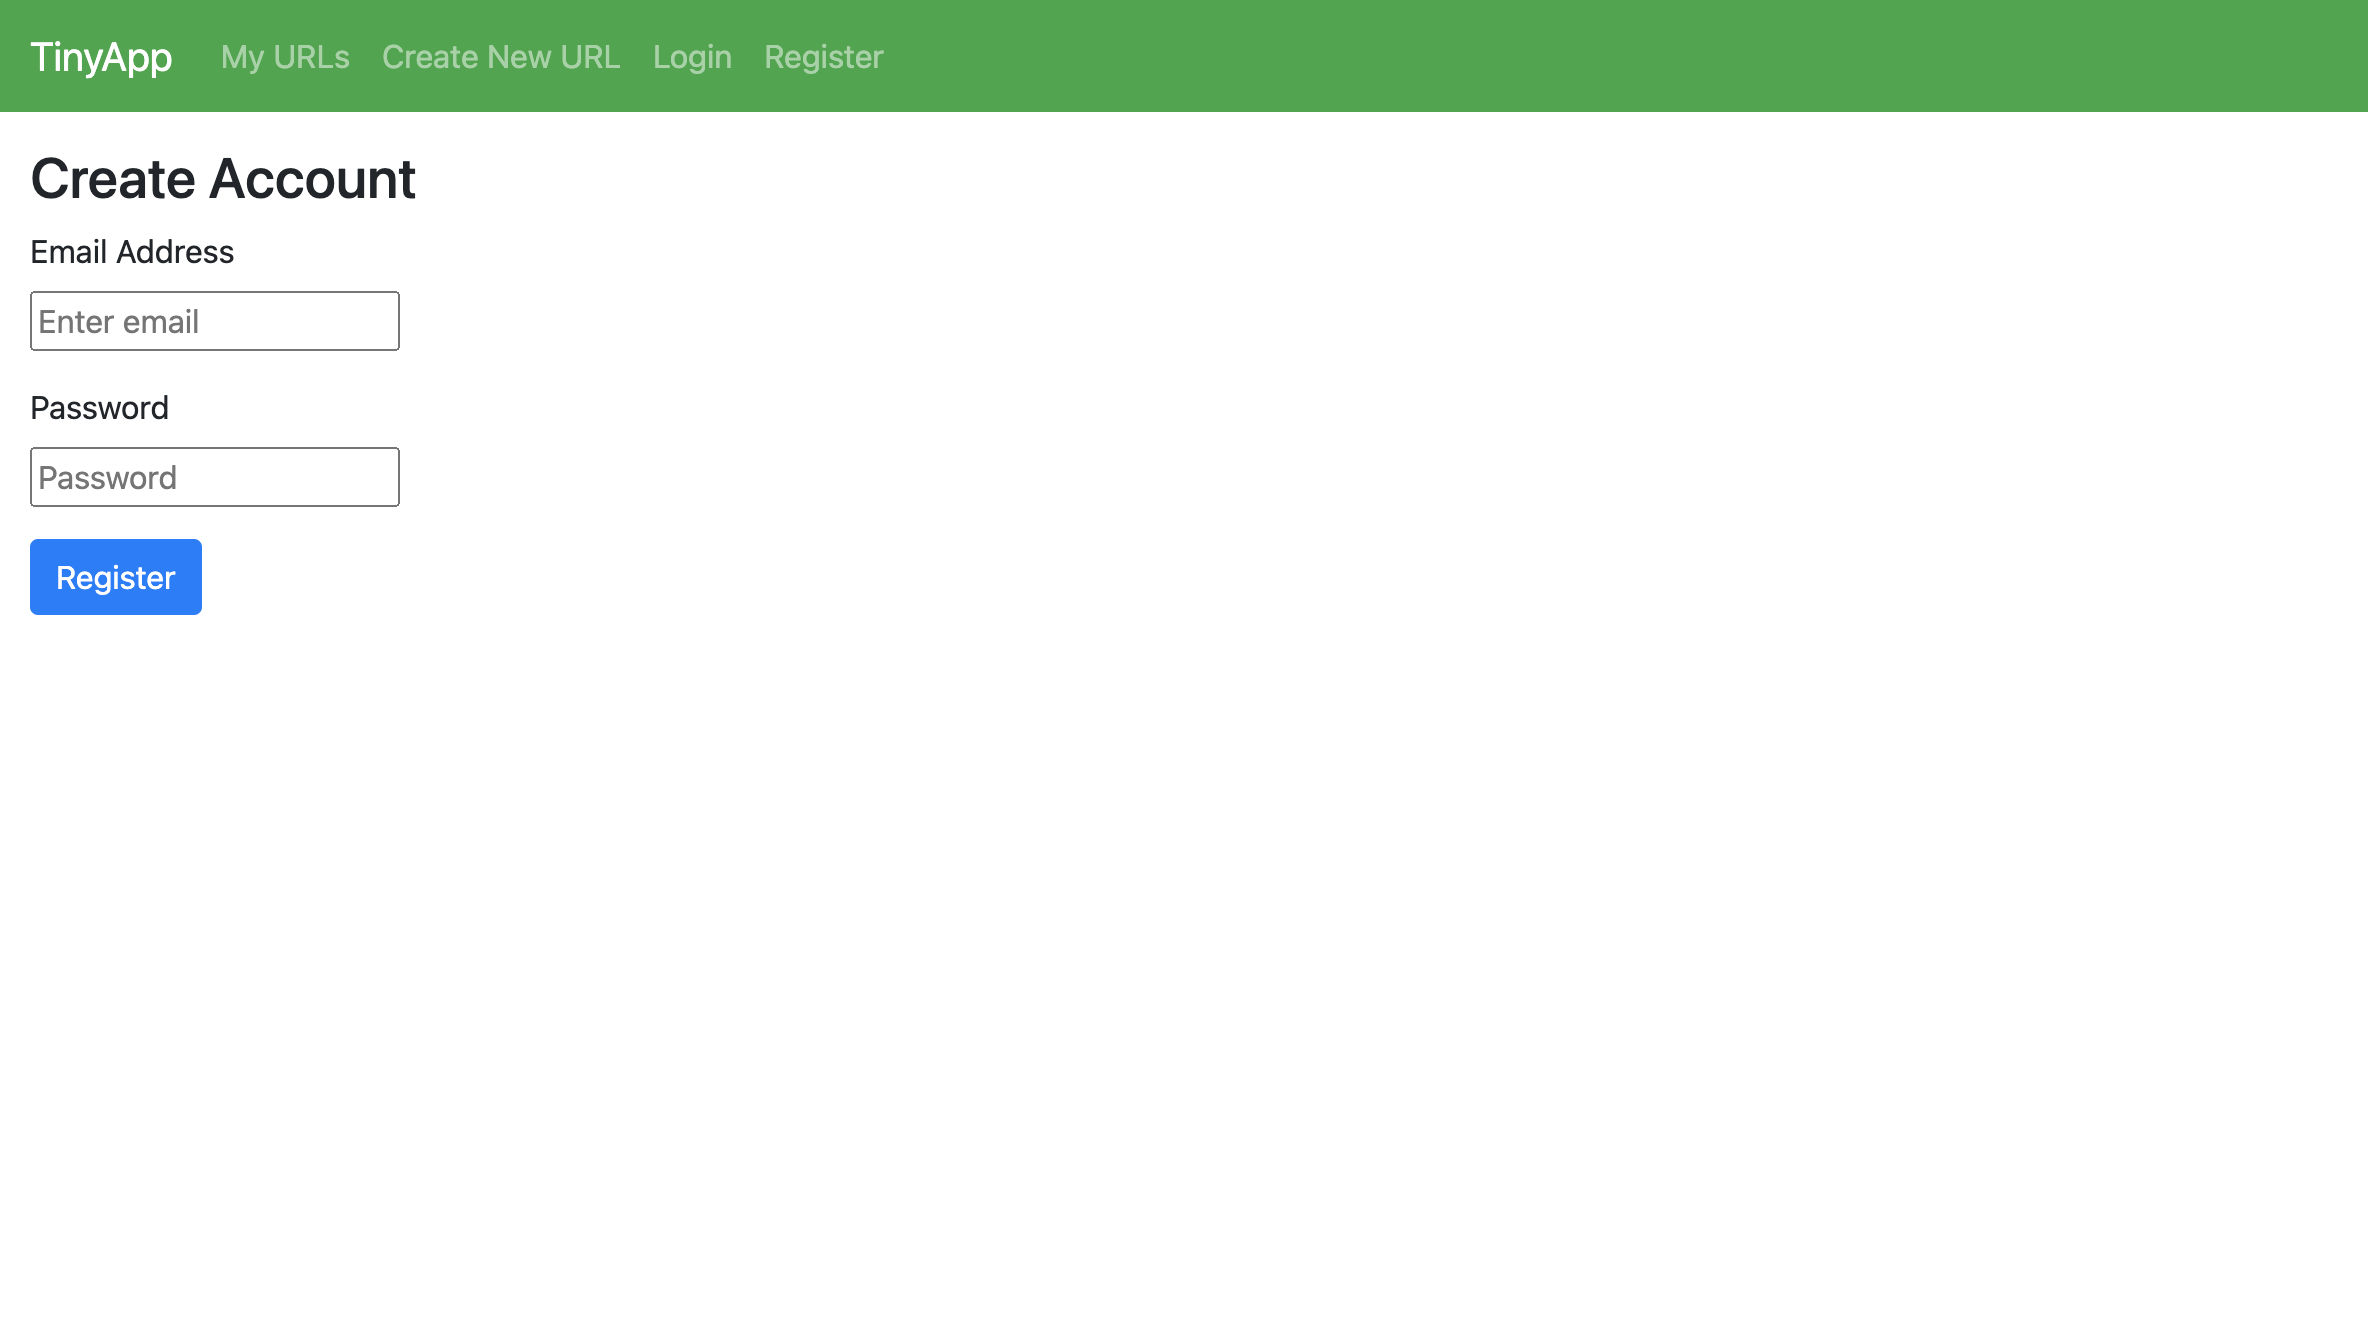 TinyApp My URLs Create New URL Login Register
Create Account
Email Address
Enter email
Password
Password
Register